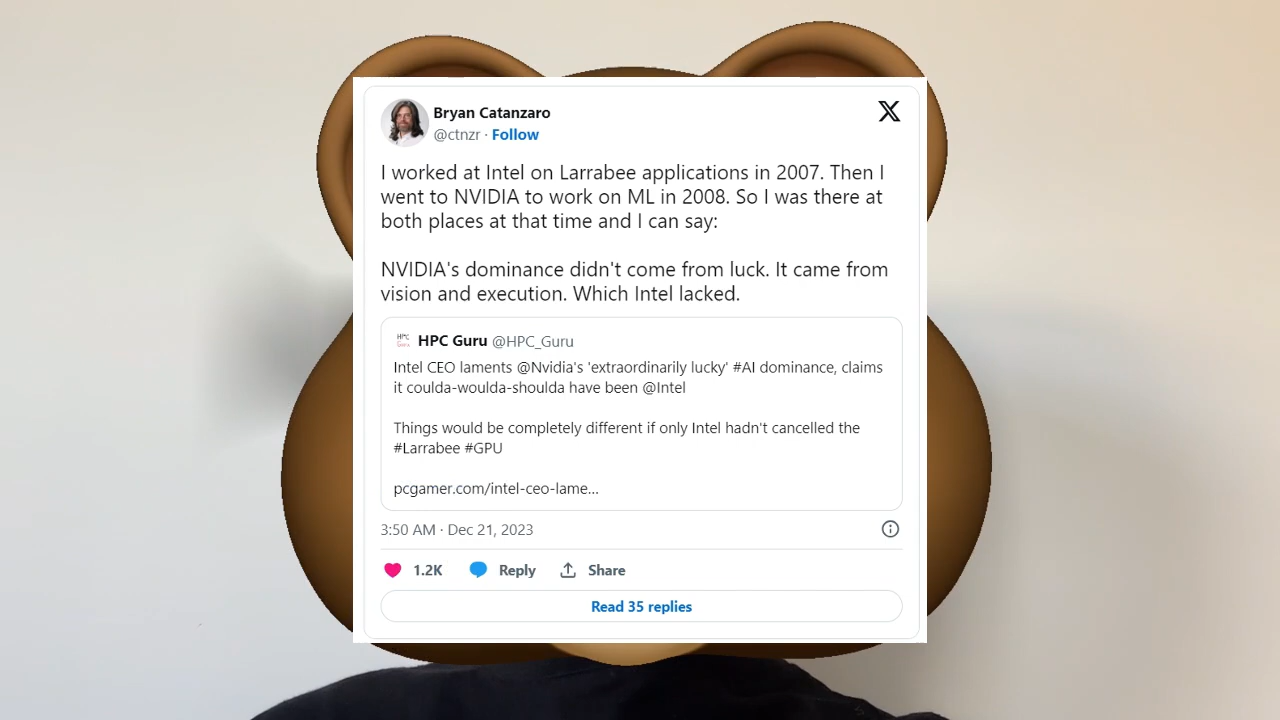 Bryan Catanzaro
@ctnzr · Follow
I worked at Intel on Larrabee applications in 2007. Then I
went to NVIDIA to work on ML in 2008. So I was there at
both places at that time and I can say:
NVIDIA's dominance didn't come from luck. It came from
vision and execution. Which Intel lacked.
HPC Guru @HPC_Guru
Intel CEO laments @Nvidia's 'extraordinarily lucky' #AI dominance, claims
it coulda-woulda-shoulda have been @Intel
Things would be completely different if only Intel hadn't cancelled the
#Larrabee #GPU
pcgamer.com/intel-ceo-lame...
3:50 AM · Dec 21, 2023
1.2K Reply Share
Read 35 replies